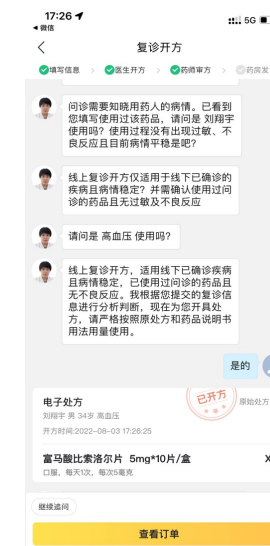 17:26
5G
微信
复诊开方
填写信息 > 医生开方 > 药师审方 > 药房发
问诊需要知晓用药人的病情。已看到
您填写使用过该药品，请问是 刘翔宇
使用吗？使用过程没有出现过敏、不
良反应且目前病情平稳是吧？
线上复诊开方仅适用于线下已确诊的
疾病且病情稳定？并需确认使用过问
诊的药品且无过敏及不良反应
请问是 高血压 使用吗？
线上复诊开方，适用线下已确诊疾病
且病情稳定，已使用过问诊的药品且
无不良反应。我根据您提交的复诊信
息进行分析判断，现在为您开具处
方，请严格按照原处方和药品说明书
用法用量使用。
是的
电子处方
已开方
原始处方
刘翔宇 男 34岁 高血压
开方时间:2022-08-03 17:26:25
富马酸比索洛尔片 5mg*10片/盒
X
口服，每天1次，每次5毫克
继续追问
查看订单